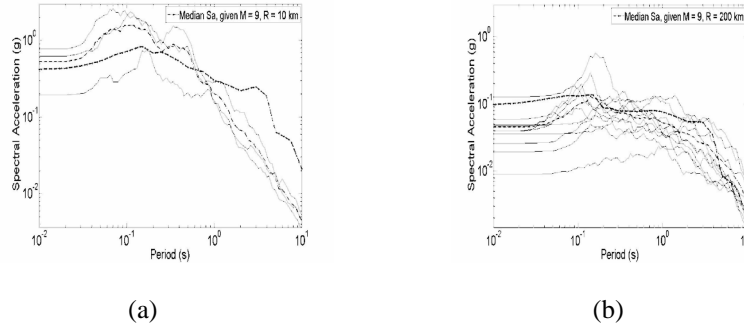 Median Sa, given M = 9, R = 10 km
Spectral Acceleration (g)
10^0
10^-1
10^-2
10^-2
10^-1
10^0
10^1
Period (s)
(a)
Median Sa, given M = 9, R = 200 km
Spectral Acceleration (g)
10^0
10^-1
10^-2
10^-2
10^-1
10^0
10
Period (s)
(b)